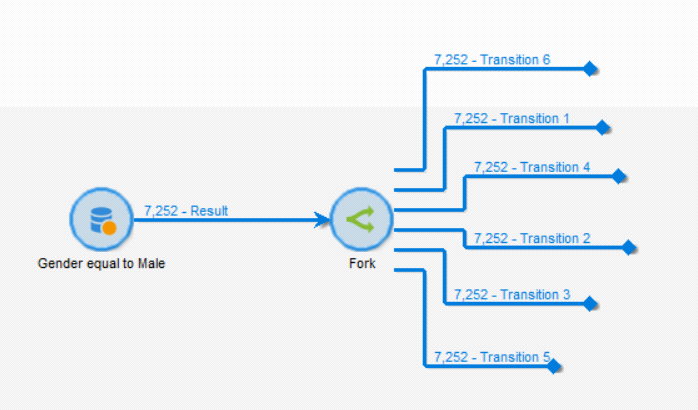 7,252 - Transition 6
7,252 - Transition 1
7,252 - Transition 4
7,252 - Result
7,252 - Transition 2
Gender equal to Male
Fork
7,252 - Transition 3
7,252 - Transition 5